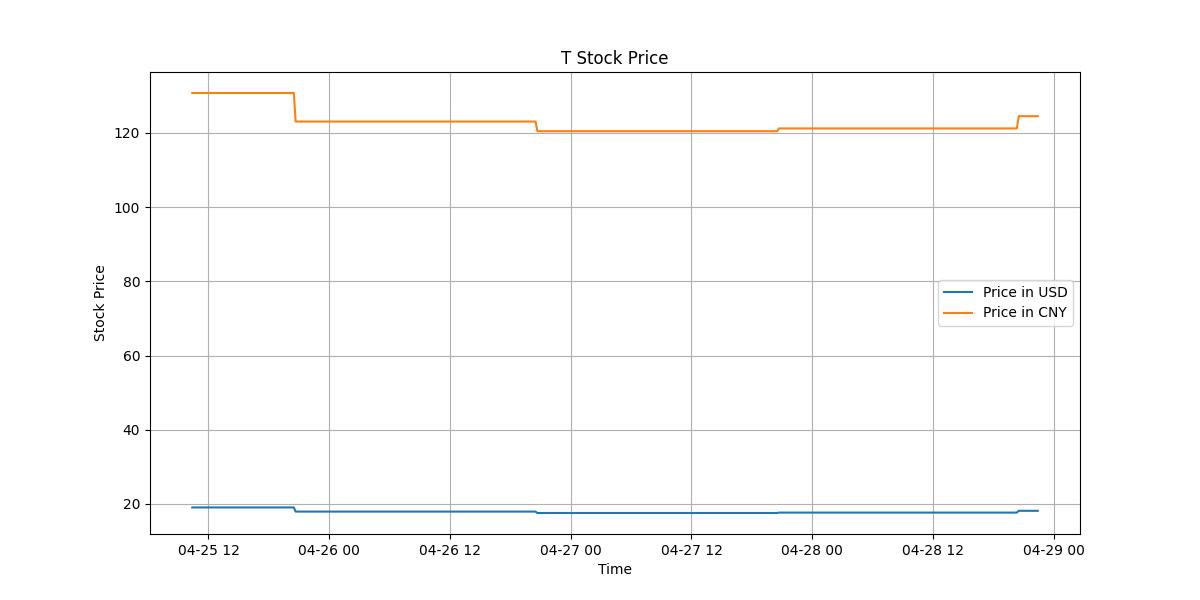 T Stock Price
Stock Price
120
100
80
60
40
20
Price in USD
Price in CNY
04-25 12
04-26 00
04-26 12
04-27 00
04-27 12
04-28 00
04-28 12
04-29 00
Time